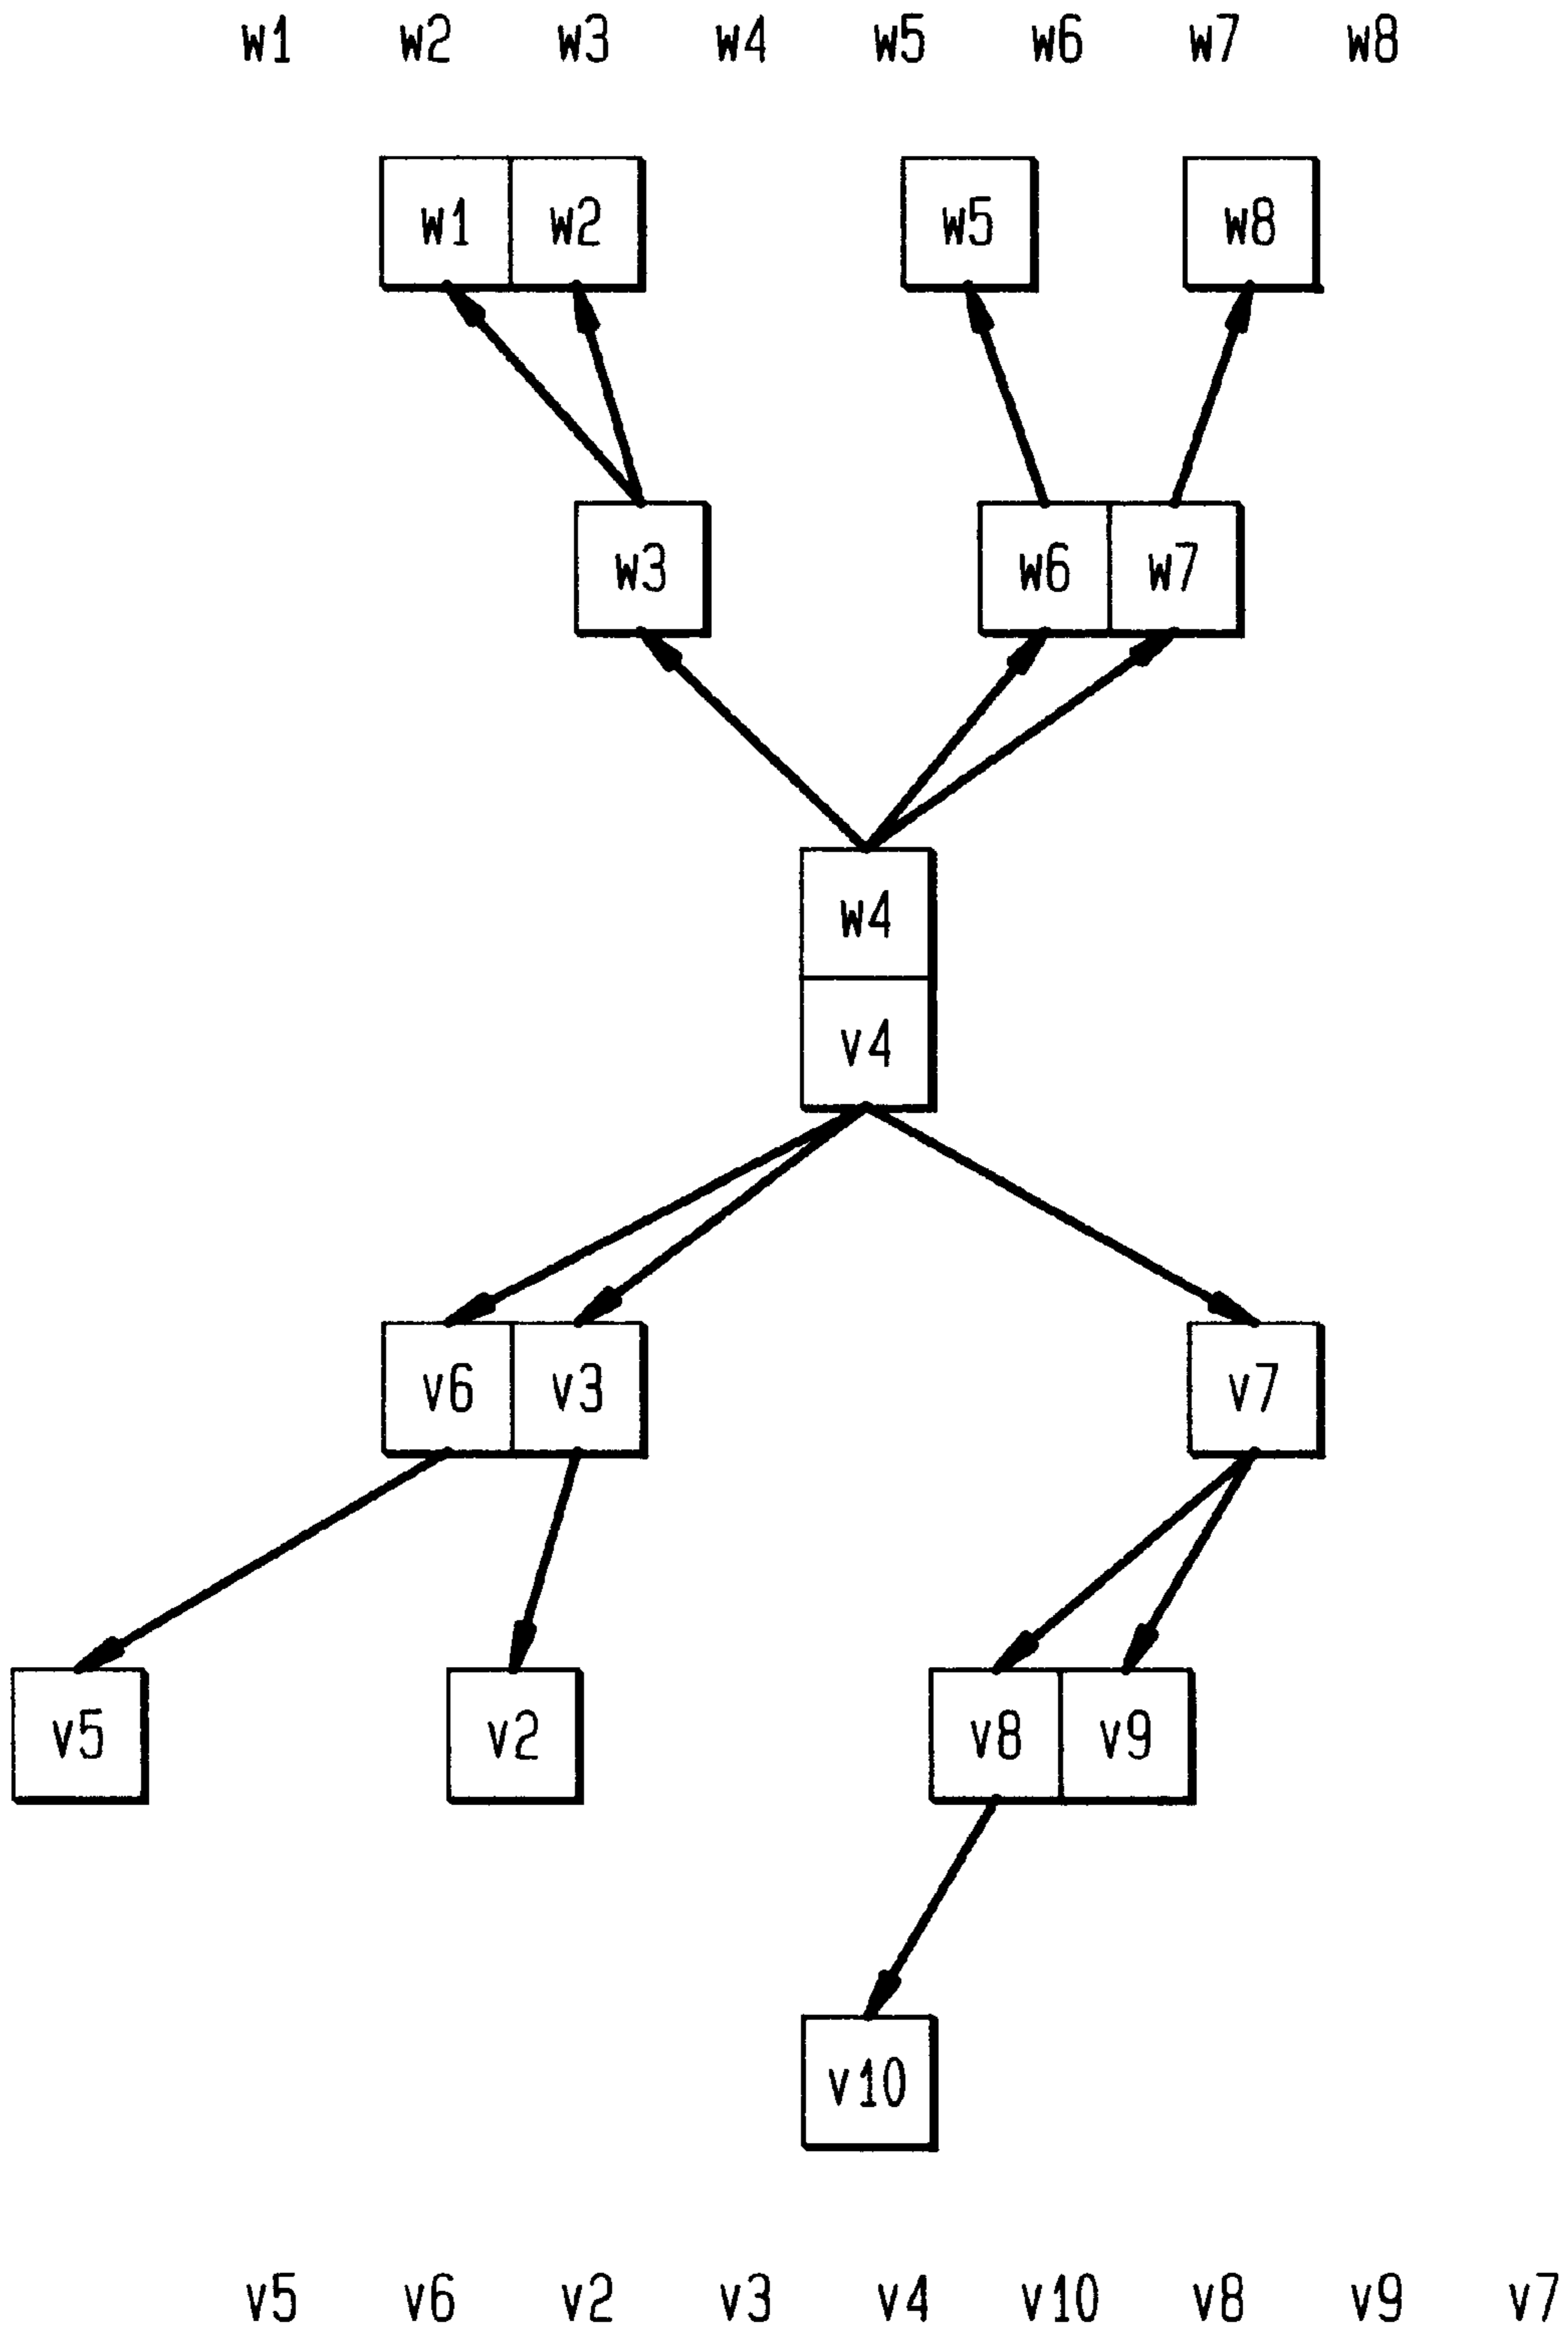 w1 w2 w3 w4 w5 w6 w7 w8
w1 w2 w5 w8
w3 w6 w7
w4
v4
v6 v3 v7
v5 v2 v8 v9
v10
v5 v6 v2 v3 v4 v10 v8 v9 v7